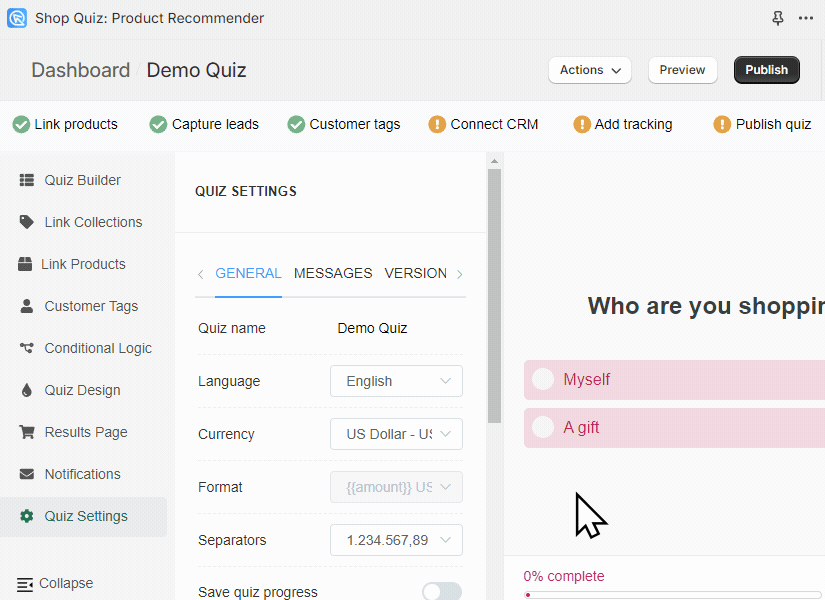 Shop Quiz: Product Recommender
Dashboard / Demo Quiz
Actions
Preview
Publish
Link products
Capture leads
Customer tags
Connect CRM
Add tracking
Publish quiz
Quiz Builder
Link Collections
Link Products
Customer Tags
Conditional Logic
Quiz Design
Results Page
Notifications
Quiz Settings
Collapse
QUIZ SETTINGS
GENERAL MESSAGES VERSION
Quiz name Demo Quiz
Language English
Currency US Dollar - US
Format {{amount}} US
Separators 1.234.567,89
Save quiz progress
Who are you shoppin
Myself
A gift
0% complete